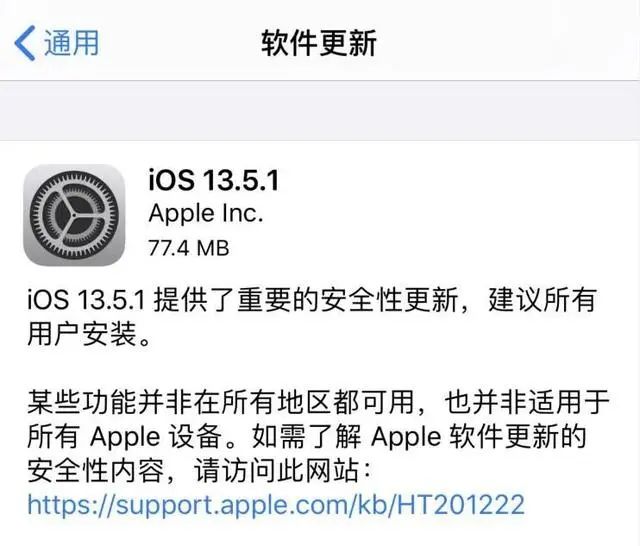 通用
软件更新
iOS 13.5.1
Apple Inc.
77.4 MB
iOS 13.5.1 提供了重要的安全性更新，建议所有
用户安装。
某些功能并非在所有地区都可用，也并非适用于
所有 Apple 设备。如需了解 Apple 软件更新的
安全性内容，请访问此网站：
https://support.apple.com/kb/HT201222